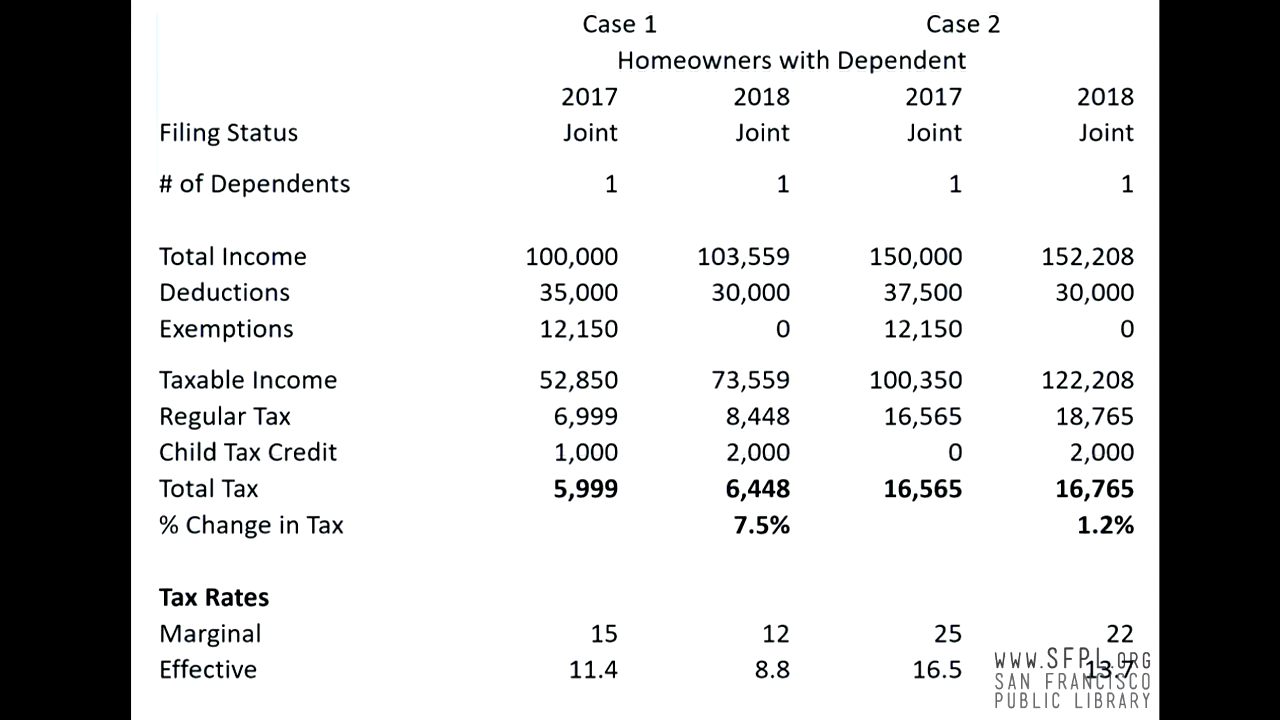 Case 1 Case 2
Homeowners with Dependent
2017 2018 2017 2018
Filing Status Joint Joint Joint Joint
# of Dependents 1 1 1 1
Total Income 100,000 103,559 150,000 152,208
Deductions 35,000 30,000 37,500 30,000
Exemptions 12,150 0 12,150 0
Taxable Income 52,850 73,559 100,350 122,208
Regular Tax 6,999 8,448 16,565 18,765
Child Tax Credit 1,000 2,000 0 2,000
Total Tax 5,999 6,448 16,565 16,765
% Change in Tax 7.5% 1.2%
Tax Rates
Marginal 15 12 25 22
Effective 11.4 8.8 16.5 13.7
WWW.SFPL.ORG
SAN FRANCISCO
PUBLIC LIBRARY